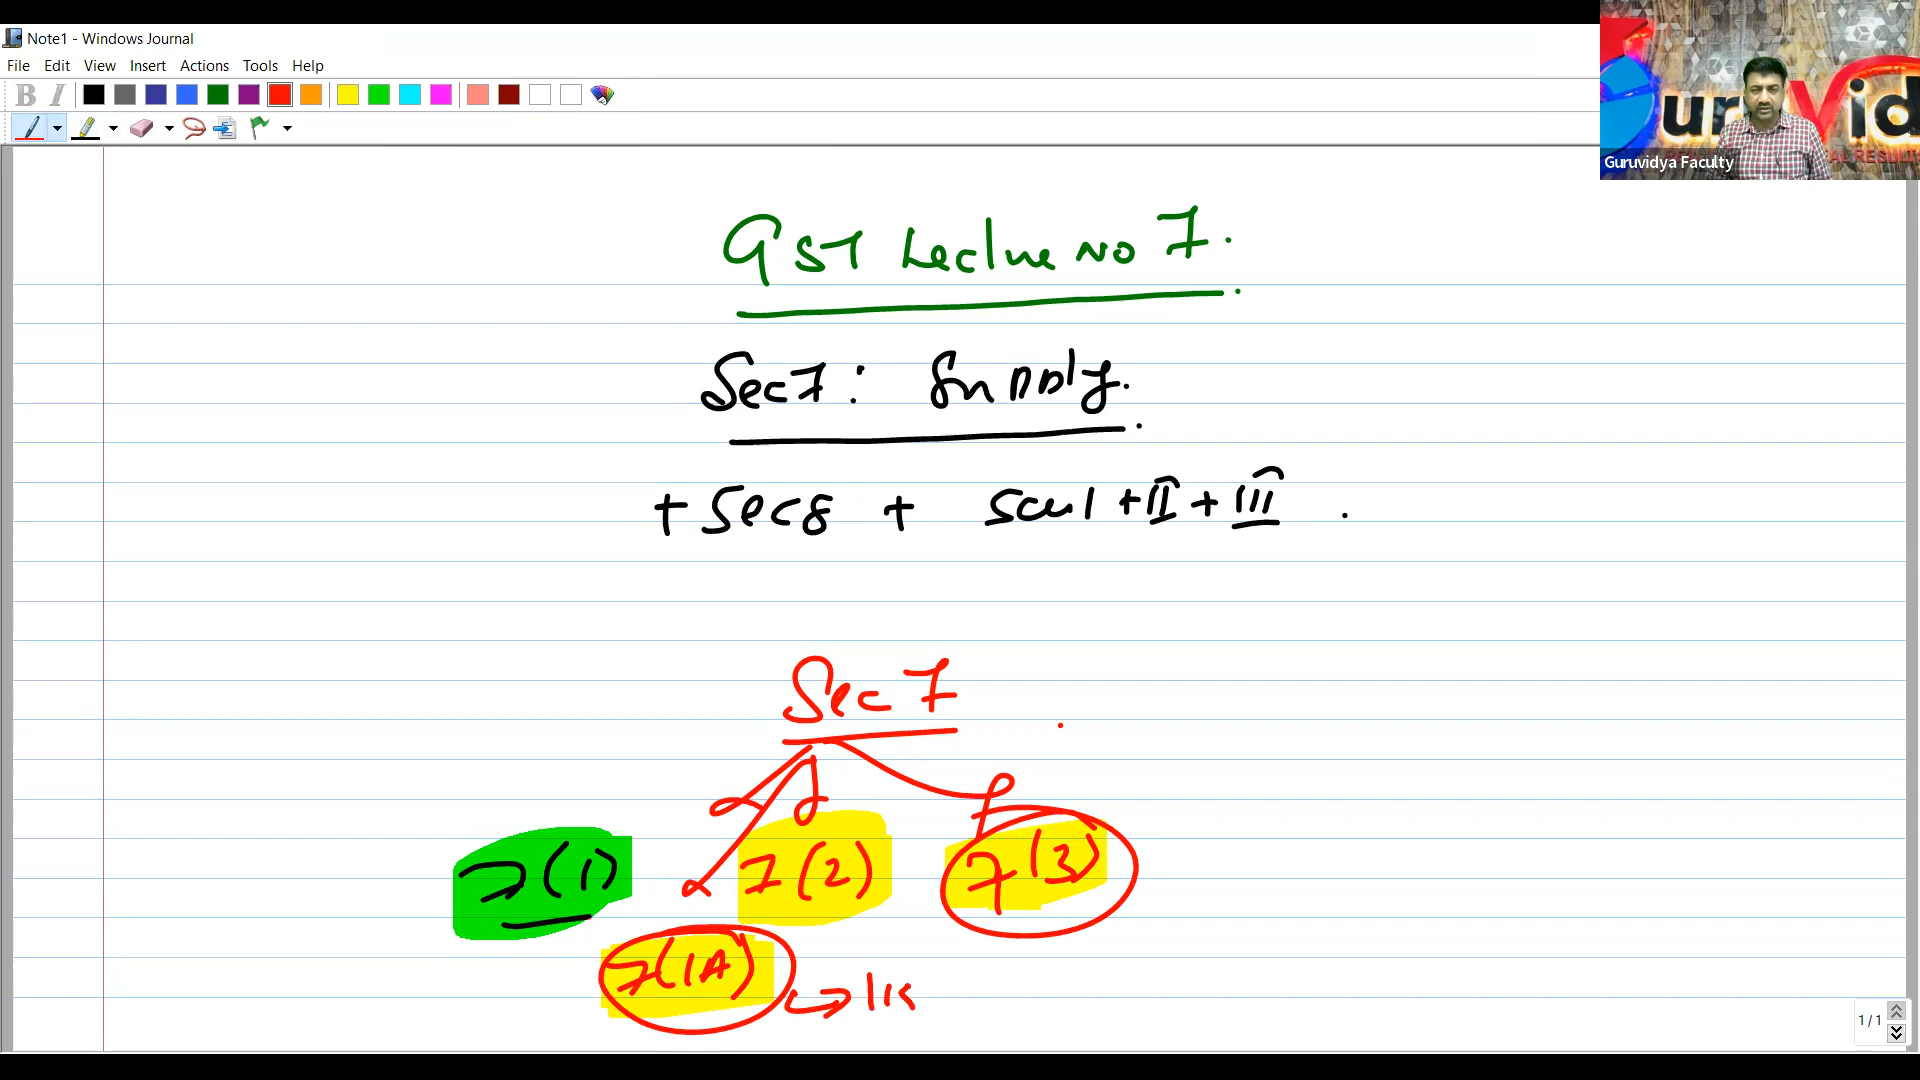 Note1 - Windows Journal
File Edit View Insert Actions Tools Help
B I
Guruvidya Faculty
GST Lecture No 7.
Sec 7: Supply.
+ Sec 8 + Sch I + II + III
Sec 7
7(1) 7(2) 7(3)
7(1A)
1/1